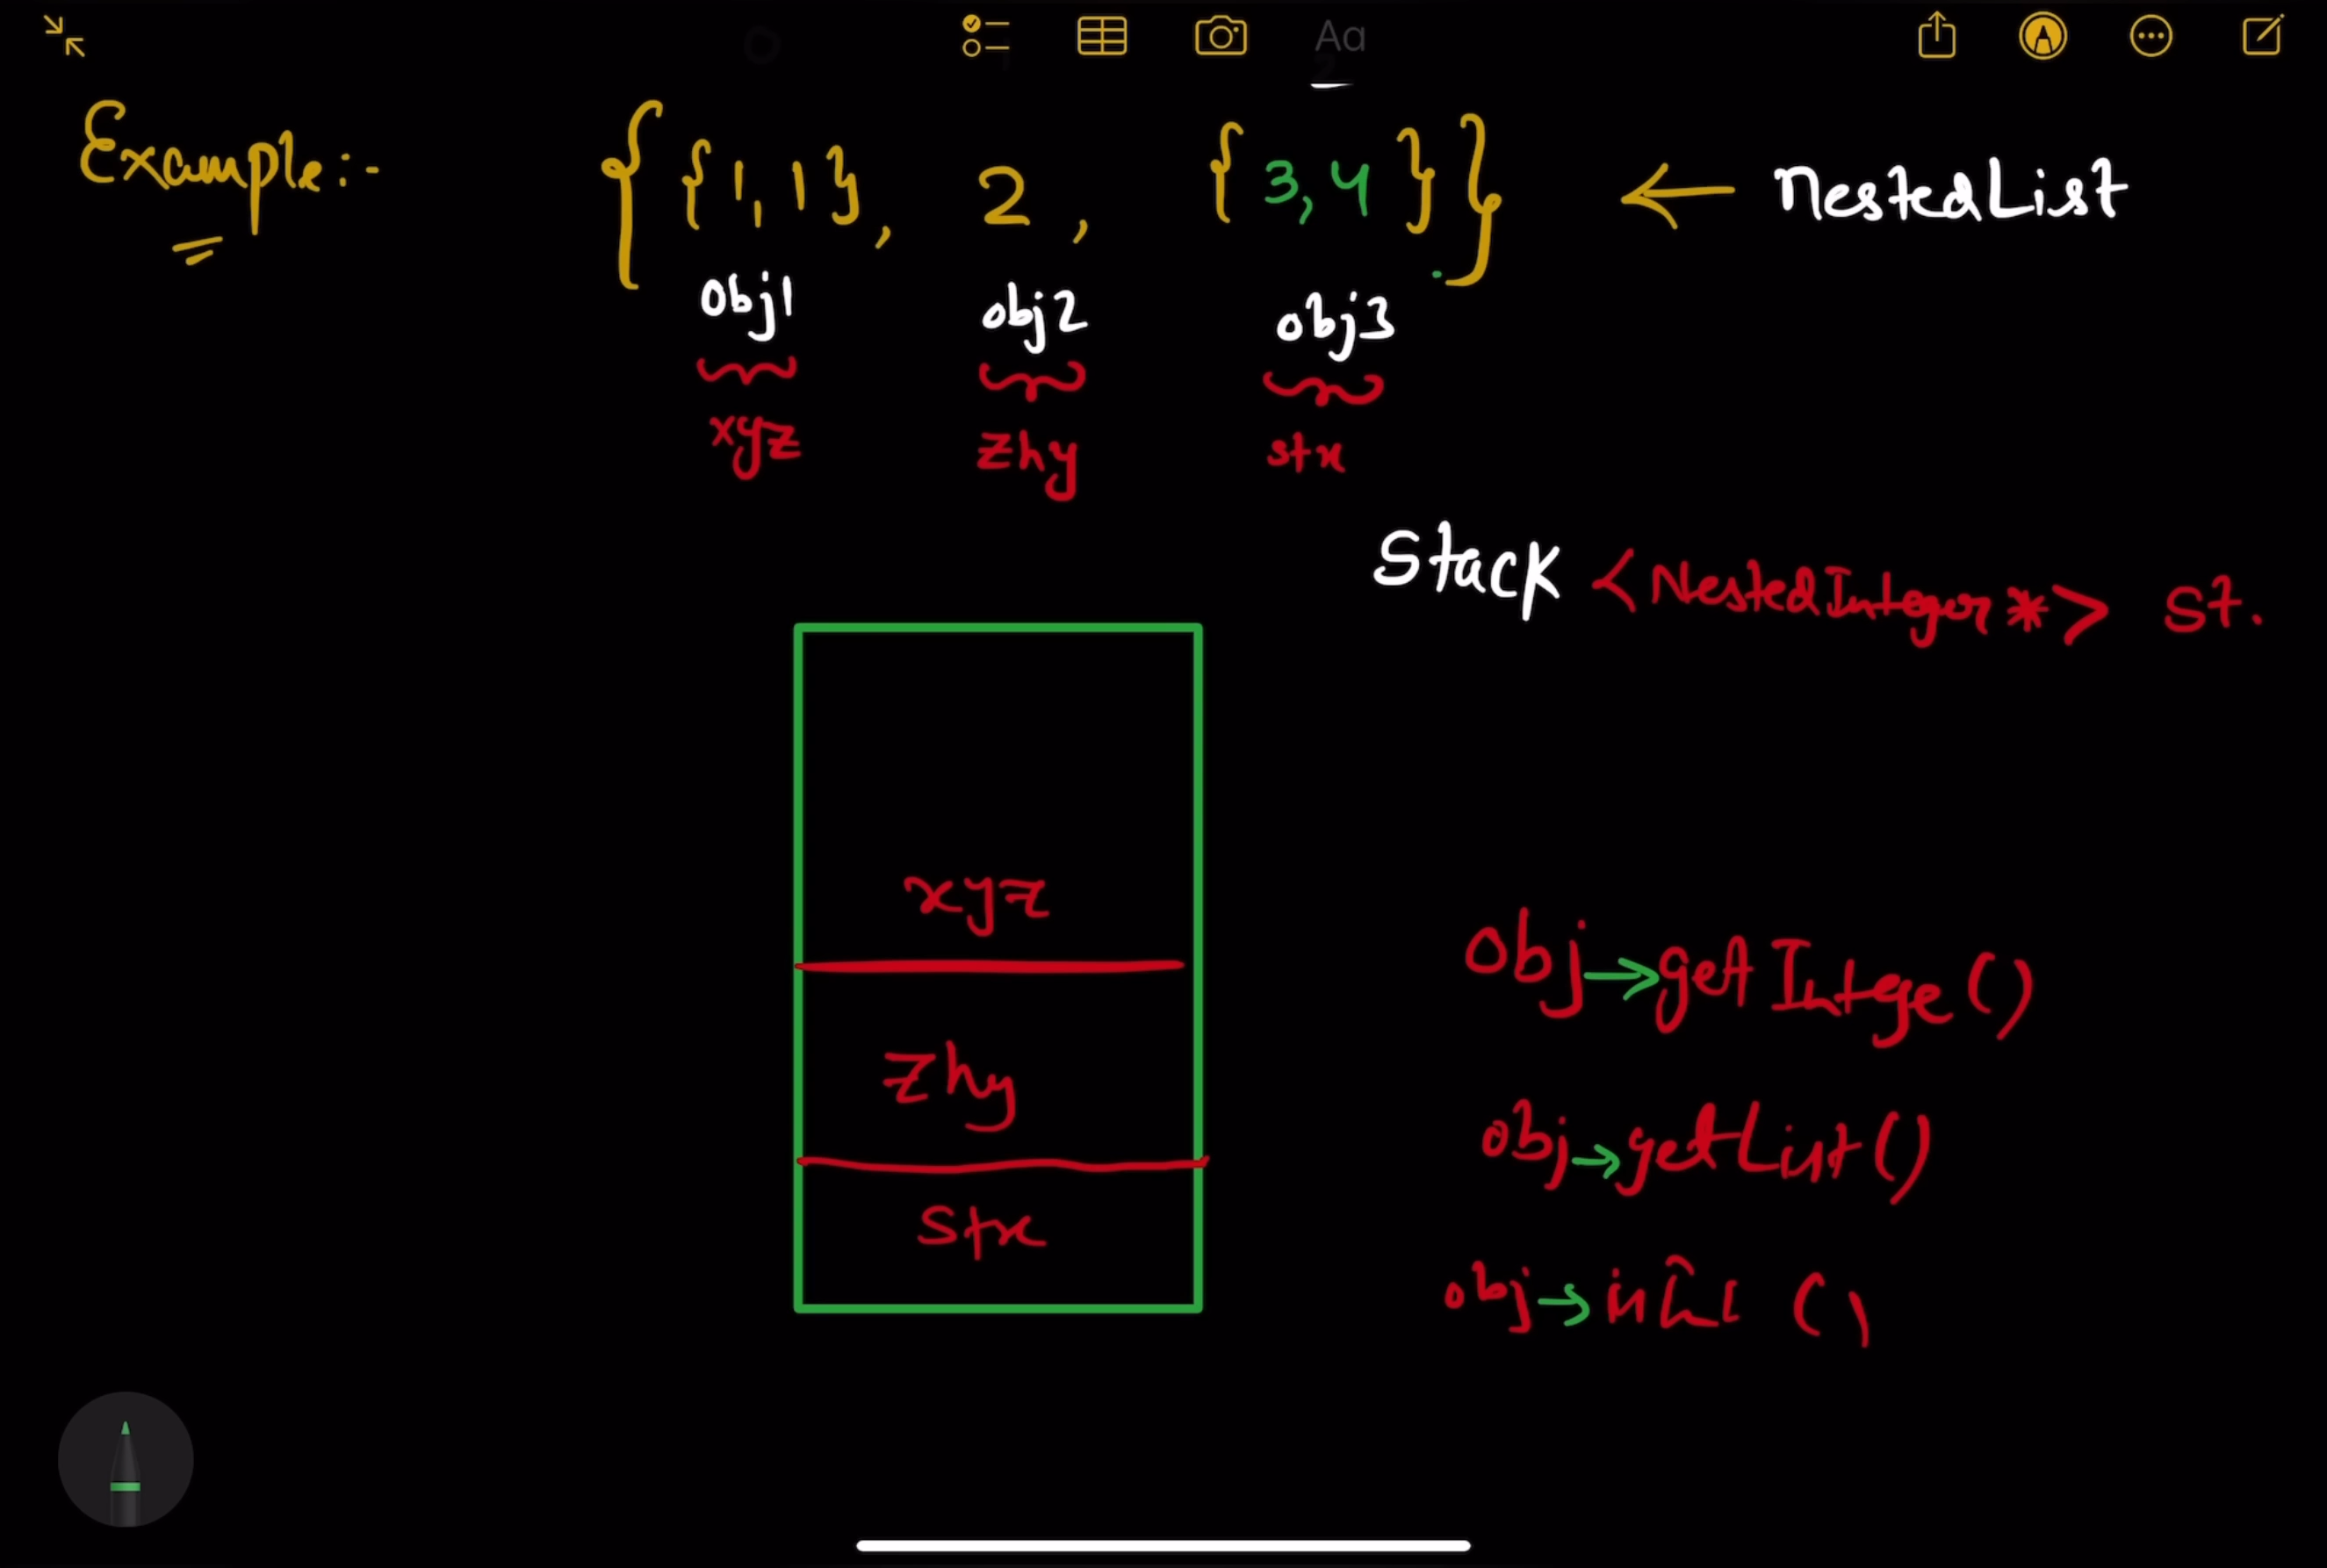 Aa
Example:-
{ {1,1}, 2, {3,4} } ← nestedList
obj1 obj2 obj3
xyz zhy stx
Stack <NestedInteger*> st.
xyz
zhy
stx
obj→getIntege()
obj→getList()
obj→ ()